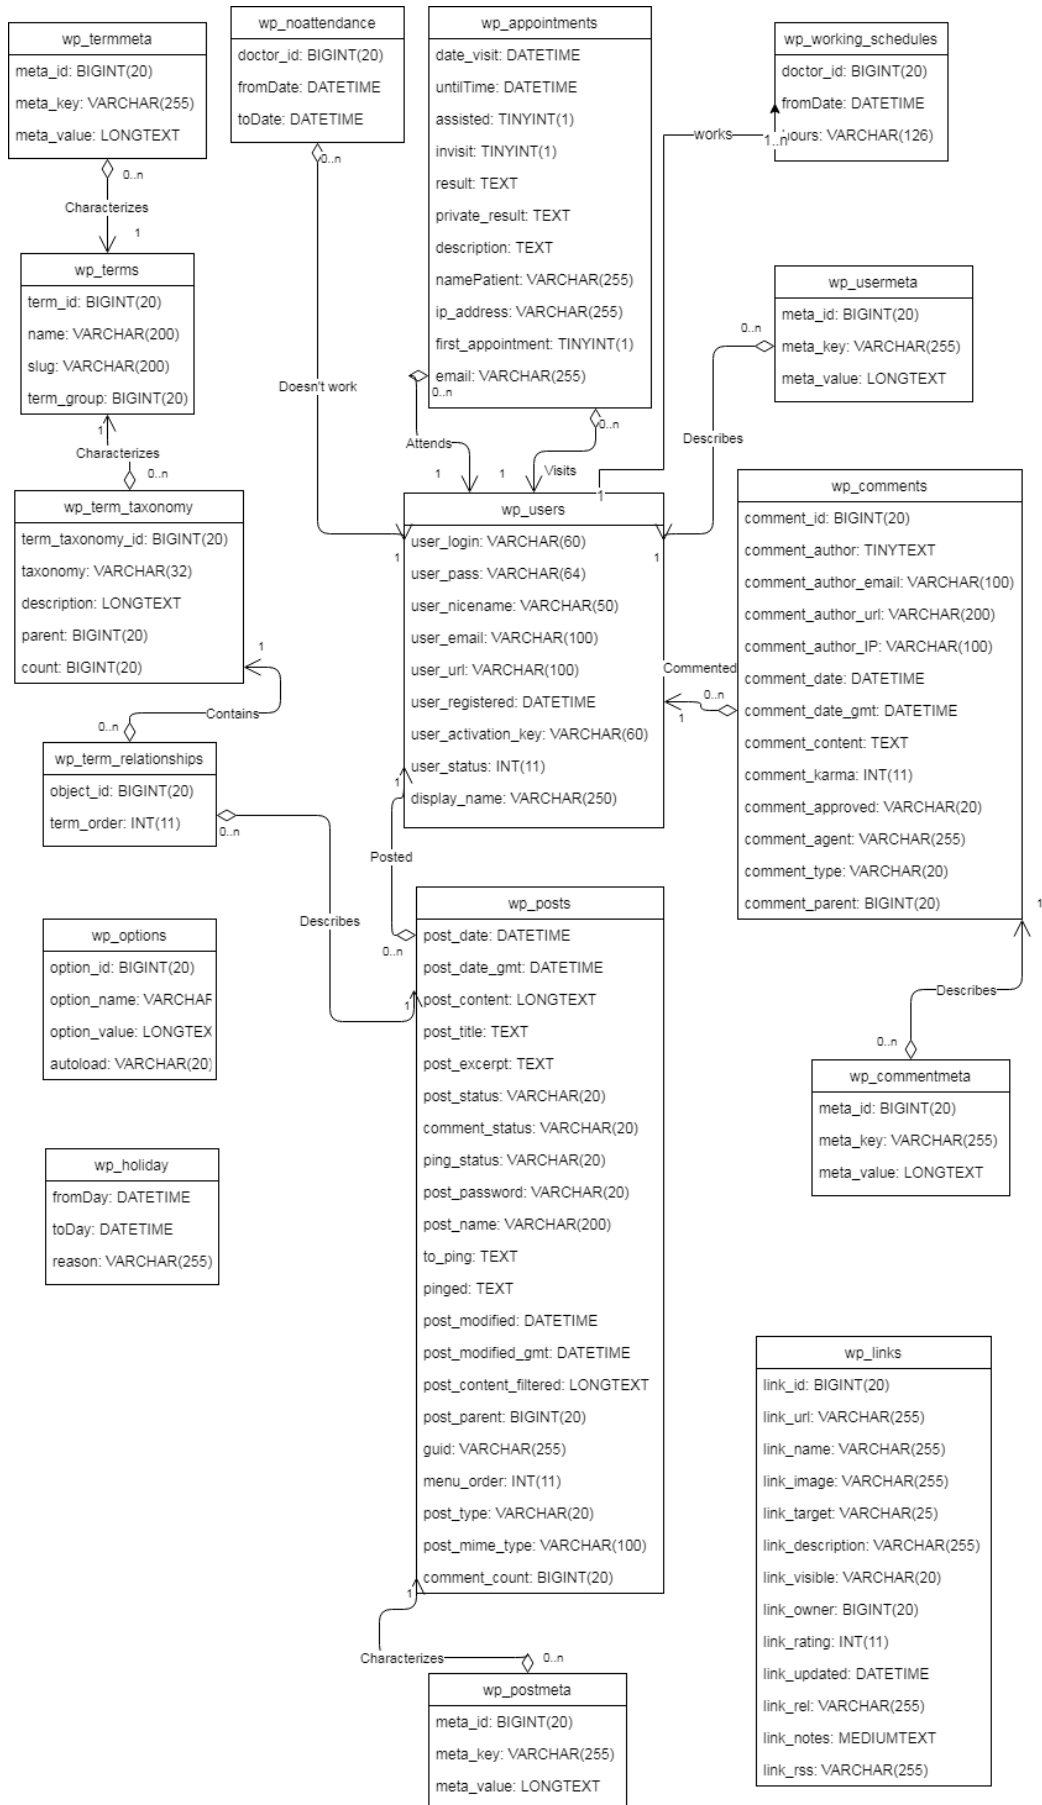 wp_termmeta
meta_id: BIGINT(20)
meta_key: VARCHAR(255)
meta_value: LONGTEXT
0..n
Characterizes
1
wp_terms
term_id: BIGINT(20)
name: VARCHAR(200)
slug: VARCHAR(200)
term_group: BIGINT(20)
1
Characterizes
0..n
wp_term_taxonomy
term_taxonomy_id: BIGINT(20)
taxonomy: VARCHAR(32)
description: LONGTEXT
parent: BIGINT(20)
count: BIGINT(20)
1
Contains
0..n
wp_term_relationships
object_id: BIGINT(20)
term_order: INT(11)
0..n
Describes
1
wp_options
option_id: BIGINT(20)
option_name: VARCHAR
option_value: LONGTEX
autoload: VARCHAR(20)
wp_holiday
fromDay: DATETIME
toDay: DATETIME
reason: VARCHAR(255)
wp_noattendance
doctor_id: BIGINT(20)
fromDate: DATETIME
toDate: DATETIME
0..n
Doesn't work
1
wp_appointments
date_visit: DATETIME
untilTime: DATETIME
assisted: TINYINT(1)
invisit: TINYINT(1)
result: TEXT
private_result: TEXT
description: TEXT
namePatient: VARCHAR(255)
ip_address: VARCHAR(255)
first_appointment: TINYINT(1)
email: VARCHAR(255)
0..n
Attends
1
0..n
Visits
1
wp_users
user_login: VARCHAR(60)
user_pass: VARCHAR(64)
user_nicename: VARCHAR(50)
user_email: VARCHAR(100)
user_url: VARCHAR(100)
user_registered: DATETIME
user_activation_key: VARCHAR(60)
user_status: INT(11)
display_name: VARCHAR(250)
1
works
1..n
wp_working_schedules
doctor_id: BIGINT(20)
fromDate: DATETIME
hours: VARCHAR(126)
wp_usermeta
meta_id: BIGINT(20)
meta_key: VARCHAR(255)
meta_value: LONGTEXT
0..n
Describes
1
wp_comments
comment_id: BIGINT(20)
comment_author: TINYTEXT
comment_author_email: VARCHAR(100)
comment_author_url: VARCHAR(200)
comment_author_IP: VARCHAR(100)
comment_date: DATETIME
comment_date_gmt: DATETIME
comment_content: TEXT
comment_karma: INT(11)
comment_approved: VARCHAR(20)
comment_agent: VARCHAR(255)
comment_type: VARCHAR(20)
comment_parent: BIGINT(20)
Commented
0..n
1
1
Describes
0..n
wp_commentmeta
meta_id: BIGINT(20)
meta_key: VARCHAR(255)
meta_value: LONGTEXT
1
Posted
0..n
wp_posts
post_date: DATETIME
post_date_gmt: DATETIME
post_content: LONGTEXT
post_title: TEXT
post_excerpt: TEXT
post_status: VARCHAR(20)
comment_status: VARCHAR(20)
ping_status: VARCHAR(20)
post_password: VARCHAR(20)
post_name: VARCHAR(200)
to_ping: TEXT
pinged: TEXT
post_modified: DATETIME
post_modified_gmt: DATETIME
post_content_filtered: LONGTEXT
post_parent: BIGINT(20)
guid: VARCHAR(255)
menu_order: INT(11)
post_type: VARCHAR(20)
post_mime_type: VARCHAR(100)
comment_count: BIGINT(20)
1
Characterizes
0..n
wp_postmeta
meta_id: BIGINT(20)
meta_key: VARCHAR(255)
meta_value: LONGTEXT
wp_links
link_id: BIGINT(20)
link_url: VARCHAR(255)
link_name: VARCHAR(255)
link_image: VARCHAR(255)
link_target: VARCHAR(25)
link_description: VARCHAR(255)
link_visible: VARCHAR(20)
link_owner: BIGINT(20)
link_rating: INT(11)
link_updated: DATETIME
link_rel: VARCHAR(255)
link_notes: MEDIUMTEXT
link_rss: VARCHAR(255)